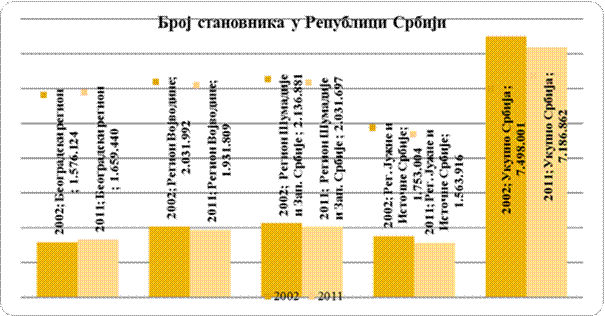 Број становника у Републици Србији
2002; Београдски регион
; 1.576.124
2011; Београдски регион
; 1.659.440
2002; Регион Војводине;
2.031.992
2011; Регион Војводине;
1.931.809
2002; Регион Шумадије
и Зап. Србије ; 2.136.881
2011; Регион Шумадије
и Зап. Србије ; 2.031.697
2002; Рег. Јужне и
Источне Србије;
1.753.004
2011; Рег. Јужне и
Источне Србије;
1.563.916
2002; Укупно Србија ;
7.498.001
2011; Укупно Србија ;
7.186.862
2002 2011